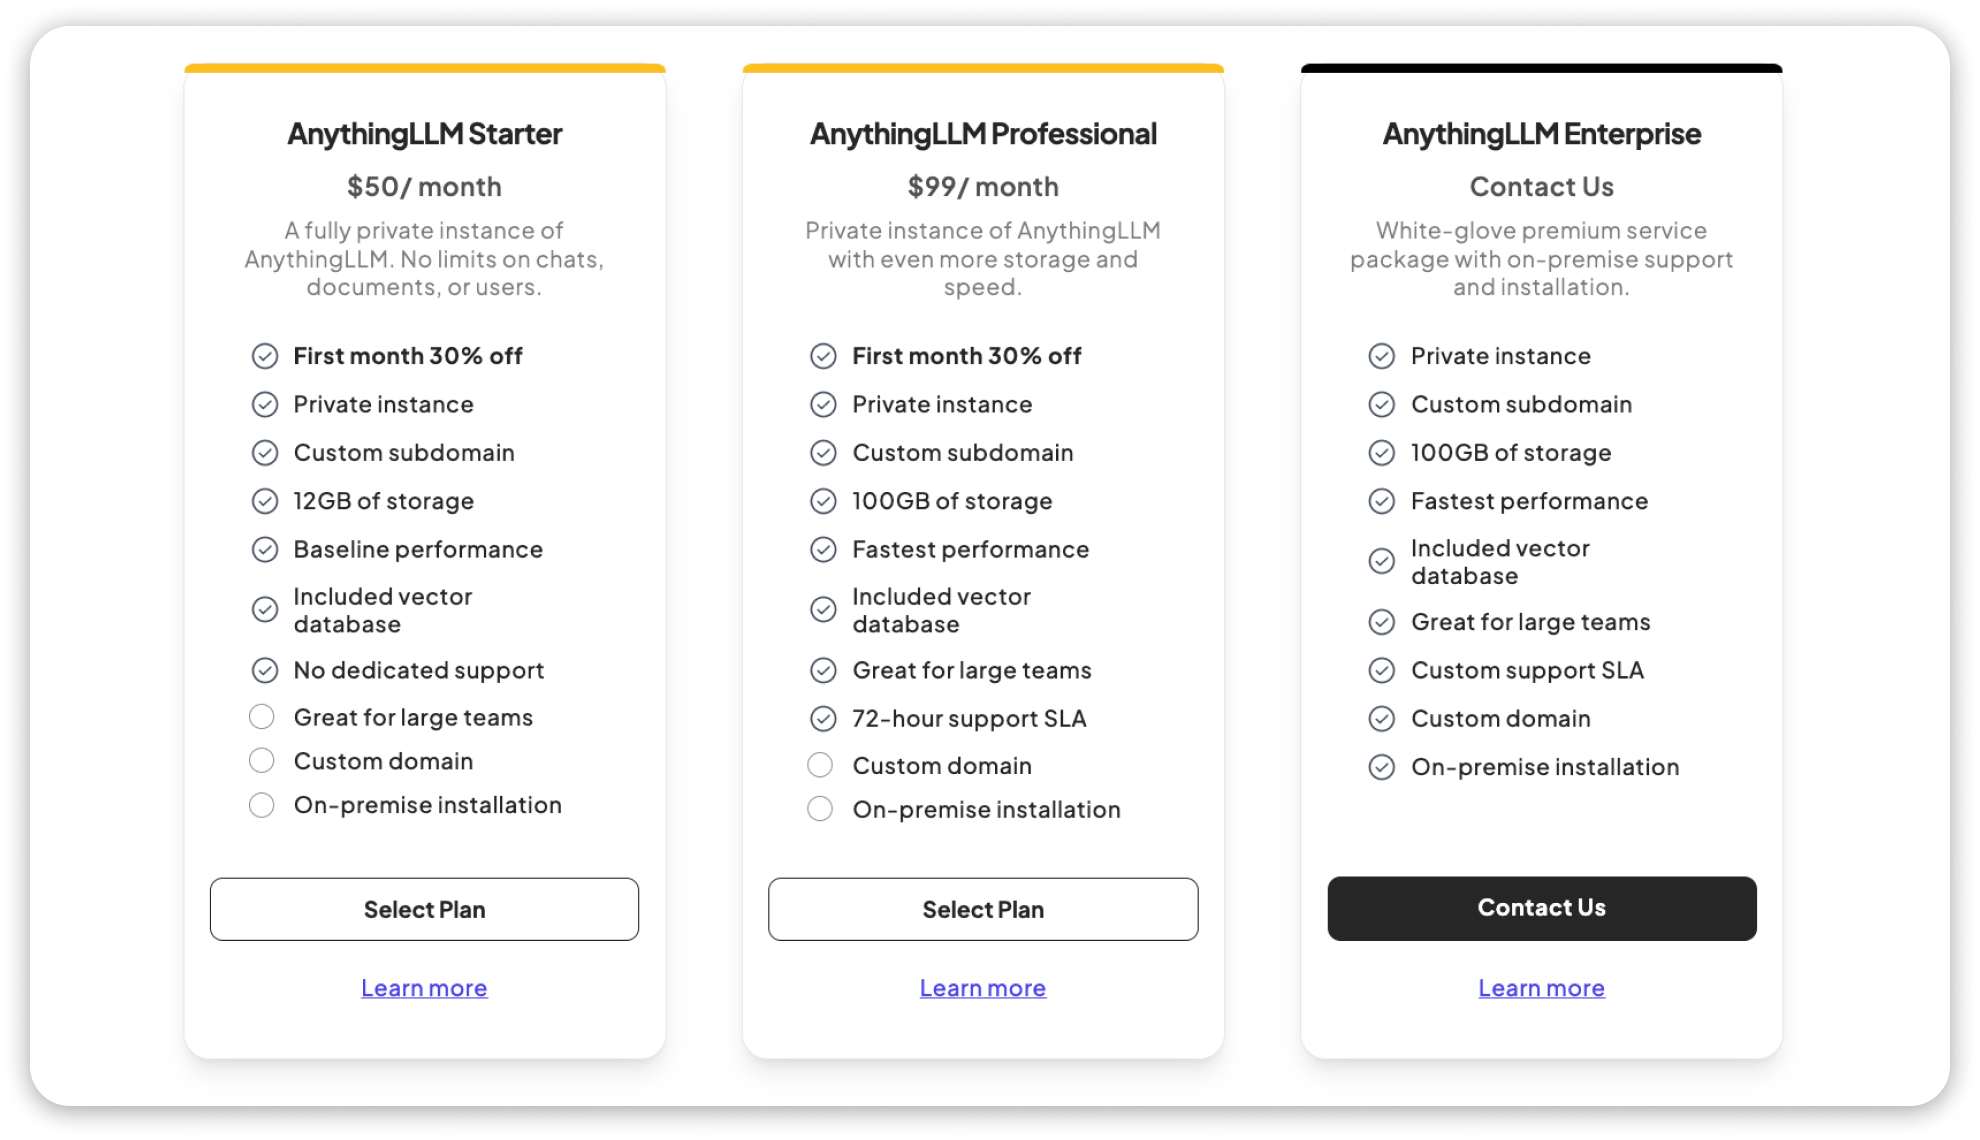 AnythingLLM Starter
$50/ month
A fully private instance of
AnythingLLM. No limits on chats,
documents, or users.
First month 30% off
Private instance
Custom subdomain
12GB of storage
Baseline performance
Included vector
database
No dedicated support
Great for large teams
Custom domain
On-premise installation
Select Plan
Learn more
AnythingLLM Professional
$99/ month
Private instance of AnythingLLM
with even more storage and
speed.
First month 30% off
Private instance
Custom subdomain
100GB of storage
Fastest performance
Included vector
database
Great for large teams
72-hour support SLA
Custom domain
On-premise installation
Select Plan
Learn more
AnythingLLM Enterprise
Contact Us
White-glove premium service
package with on-premise support
and installation.
Private instance
Custom subdomain
100GB of storage
Fastest performance
Included vector
database
Great for large teams
Custom support SLA
Custom domain
On-premise installation
Contact Us
Learn more